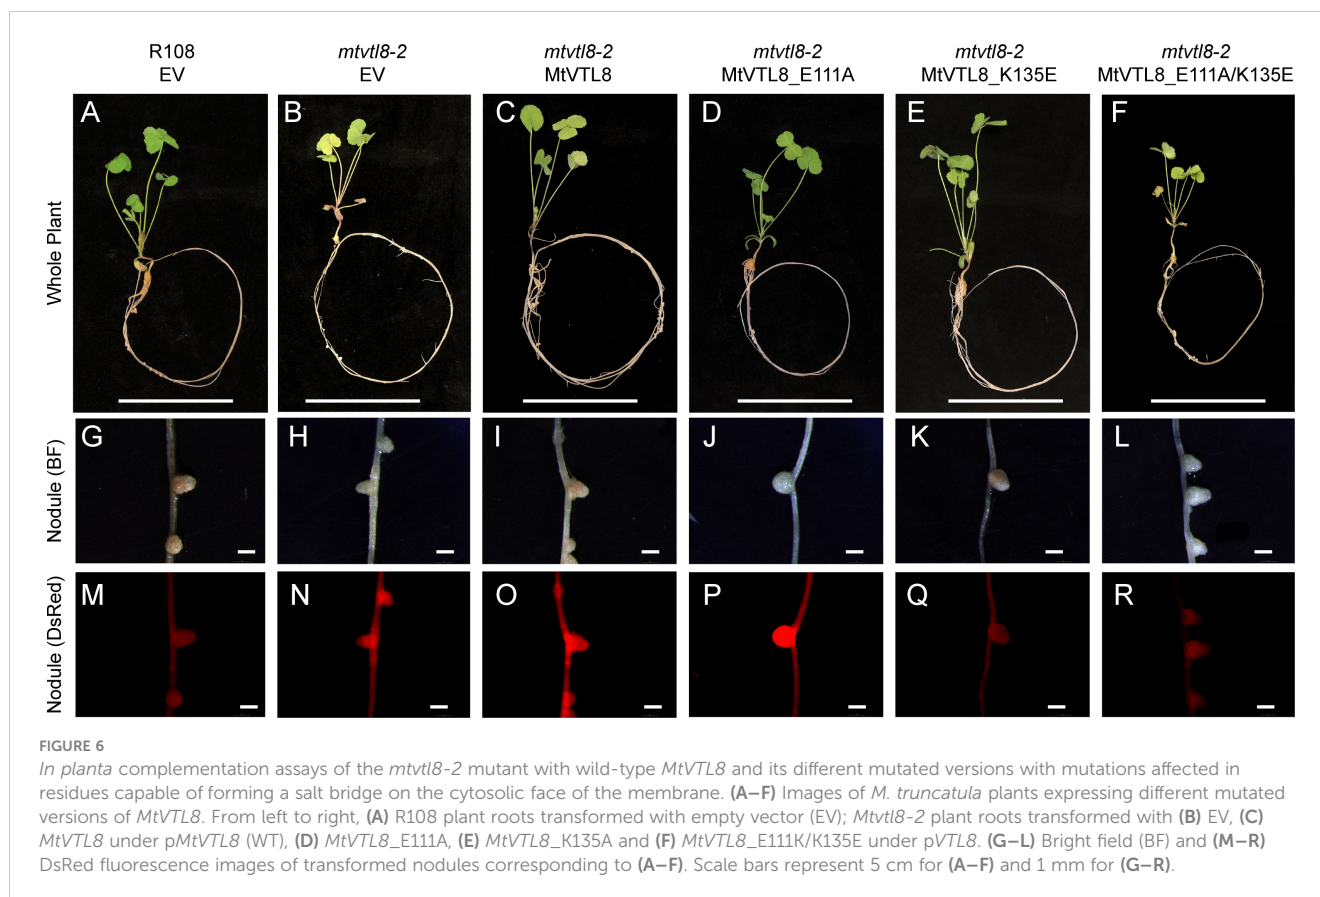 R108
EV
mtvtl8-2
EV
mtvtl8-2
MtVTL8
mtvtl8-2
MtVTL8_E111A
mtvtl8-2
MtVTL8_K135E
mtvtl8-2
MtVTL8_E111A/K135E
Whole Plant
A
B
C
D
E
F
Nodule (BF)
G
H
I
J
K
L
Nodule (DsRed)
M
N
O
P
Q
R
FIGURE 6
In planta complementation assays of the mtvtl8-2 mutant with wild-type MtVTL8 and its different mutated versions with mutations affected in
residues capable of forming a salt bridge on the cytosolic face of the membrane. (A–F) Images of M. truncatula plants expressing different mutated
versions of MtVTL8. From left to right, (A) R108 plant roots transformed with empty vector (EV); Mtvtl8-2 plant roots transformed with (B) EV, (C)
MtVTL8 under pMtVTL8 (WT), (D) MtVTL8_E111A, (E) MtVTL8_K135A and (F) MtVTL8_E111K/K135E under pVTL8. (G–L) Bright field (BF) and (M–R)
DsRed fluorescence images of transformed nodules corresponding to (A–F). Scale bars represent 5 cm for (A–F) and 1 mm for (G–R).